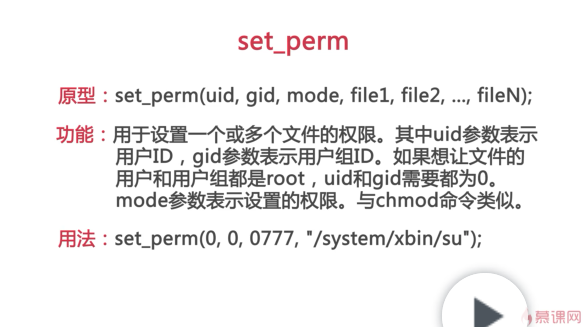 set_perm
原型：set_perm(uid, gid, mode, file1, file2, ..., fileN);
功能：用于设置一个或多个文件的权限。其中uid参数表示
用户ID，gid参数表示用户组ID。如果想让文件的
用户和用户组都是root，uid和gid需要都为0。
mode参数表示设置的权限。与chmod命令类似。
用法：set_perm(0, 0, 0777, "/system/xbin/su");
慕课网